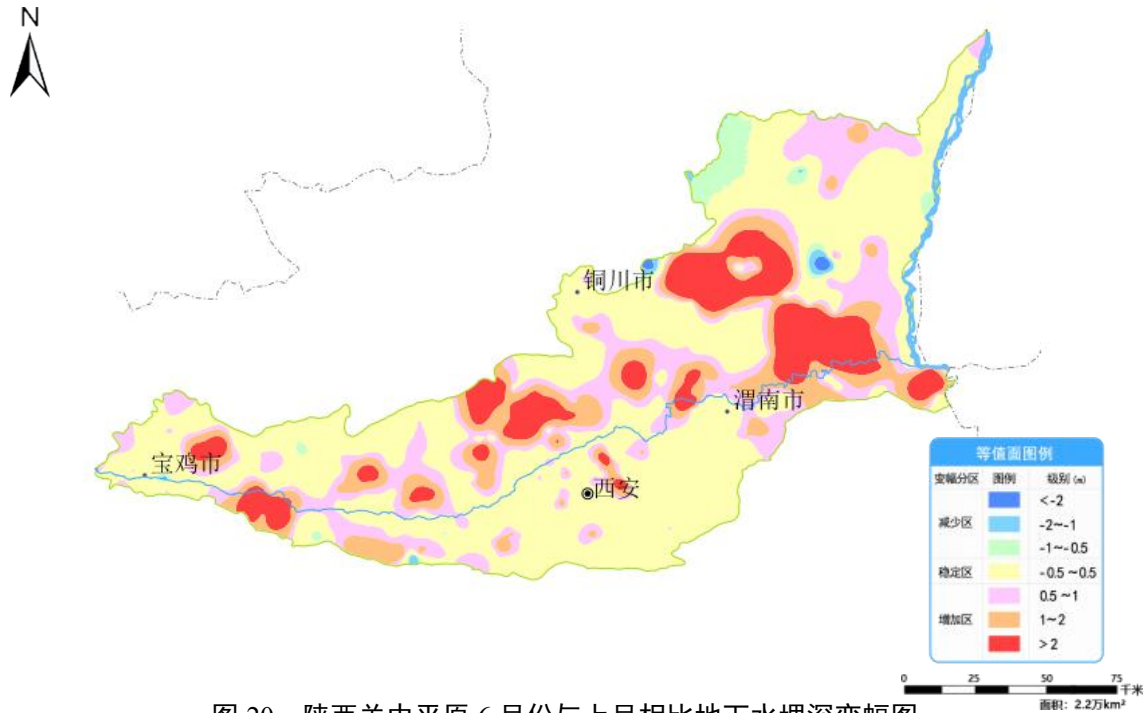 N
铜川市
渭南市
宝鸡市
西安
等值面图例
变幅分区 图例 级别 (m)
减少区
<-2
-2~-1
-1~-0.5
稳定区 -0.5~0.5
增加区
0.5~1
1~2
>2
0 25 50 75
千米
面积: 2.2万km²
图 20 陕西关中平原 6 月份与上月相比地下水埋深变幅图